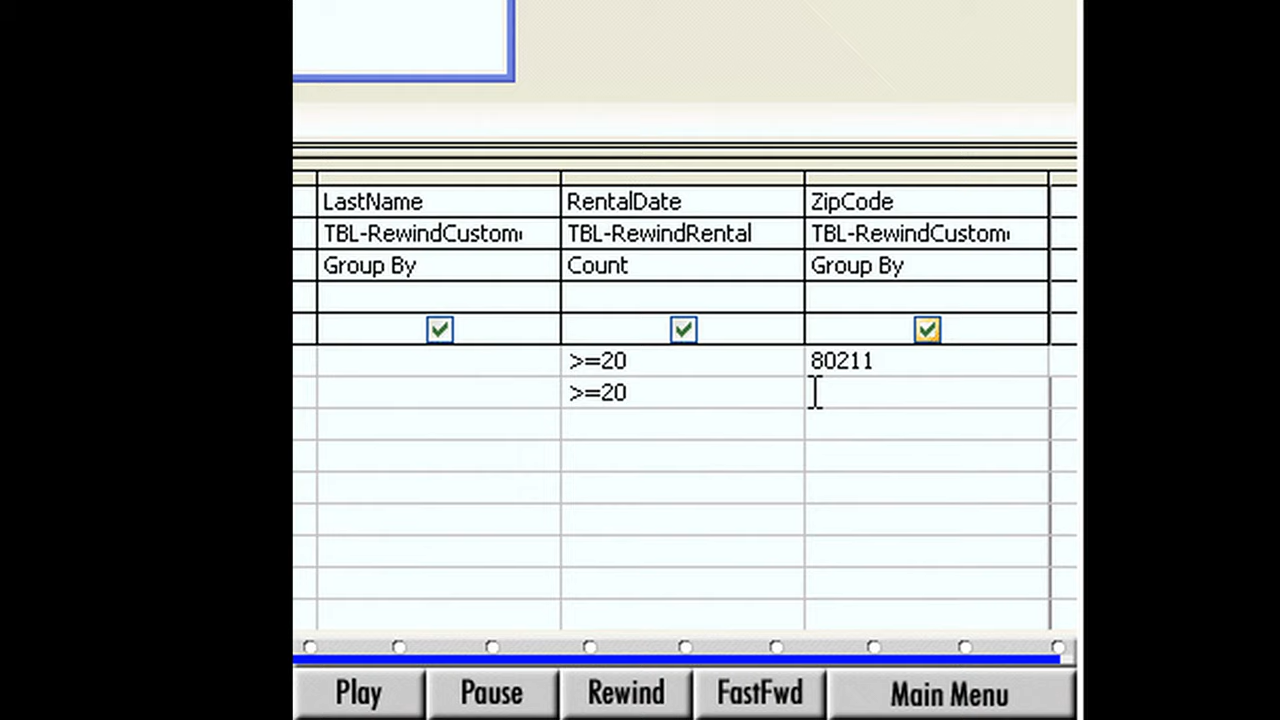 LastName RentalDate ZipCode
TBL-RewindCustom TBL-RewindRental TBL-RewindCustom
Group By Count Group By
>=20 80211
>=20
Play Pause Rewind FastFwd Main Menu